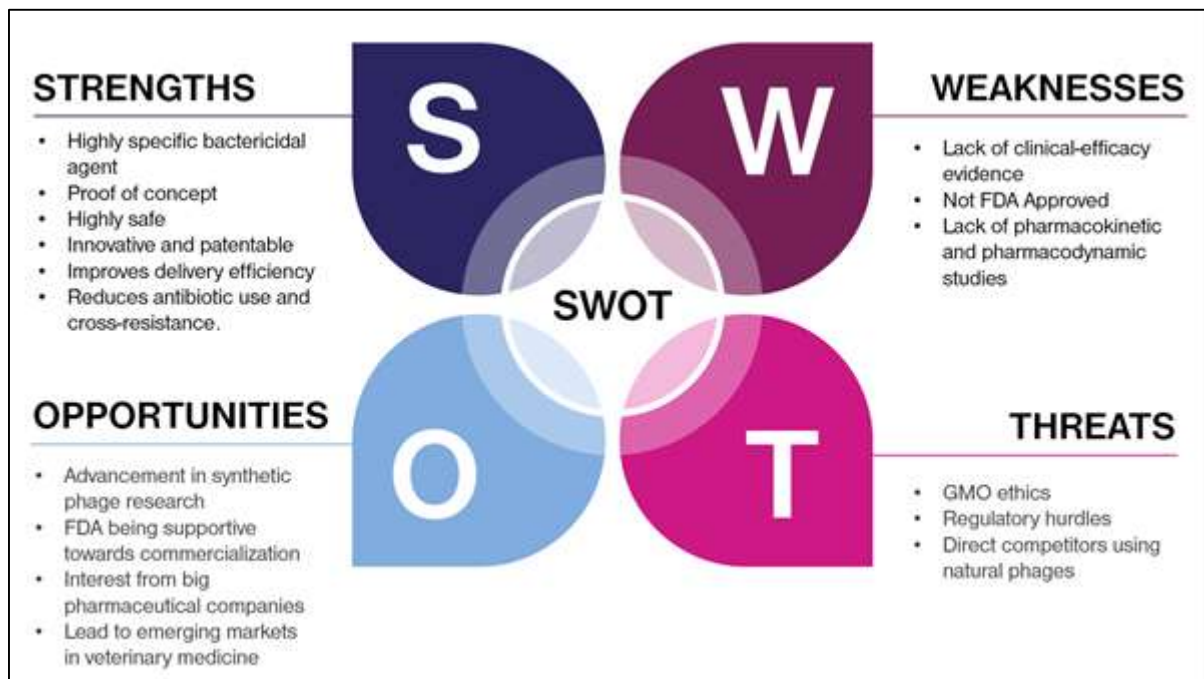 STRENGTHS
• Highly specific bactericidal
agent
• Proof of concept
• Highly safe
• Innovative and patentable
• Improves delivery efficiency
• Reduces antibiotic use and
cross-resistance.
S
W
WEAKNESSES
• Lack of clinical-efficacy
evidence
• Not FDA Approved
• Lack of pharmacokinetic
and pharmacodynamic
studies
SWOT
OPPORTUNITIES
• Advancement in synthetic
phage research
• FDA being supportive
towards commercialization
• Interest from big
pharmaceutical companies
• Lead to emerging markets
in veterinary medicine
O
T
THREATS
• GMO ethics
• Regulatory hurdles
• Direct competitors using
natural phages